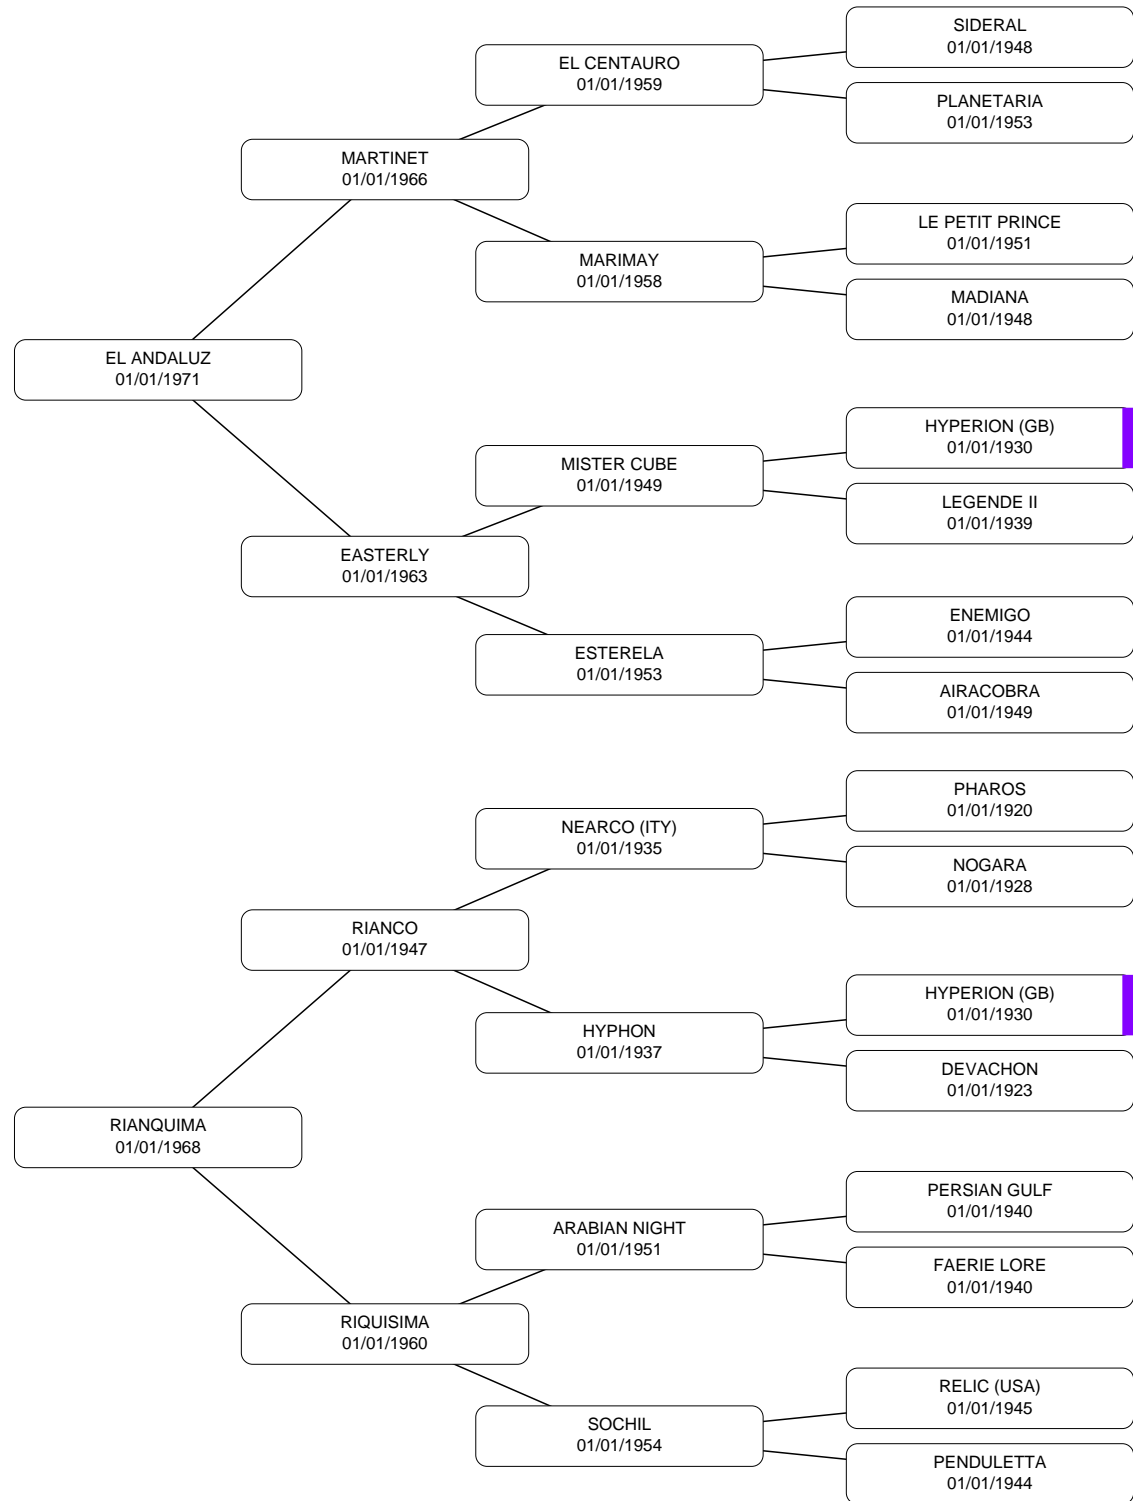 SIDERAL
01/01/1948
EL CENTAURO
01/01/1959
PLANETARIA
01/01/1953
MARTINET
01/01/1966
LE PETIT PRINCE
01/01/1951
MARIMAY
01/01/1958
MADIANA
01/01/1948
EL ANDALUZ
01/01/1971
HYPERION (GB)
01/01/1930
MISTER CUBE
01/01/1949
LEGENDE II
01/01/1939
EASTERLY
01/01/1963
ENEMIGO
01/01/1944
ESTERELA
01/01/1953
AIRACOBRA
01/01/1949
PHAROS
01/01/1920
NEARCO (ITY)
01/01/1935
NOGARA
01/01/1928
RIANCO
01/01/1947
HYPERION (GB)
01/01/1930
HYPHON
01/01/1937
DEVACHON
01/01/1923
RIANQUIMA
01/01/1968
PERSIAN GULF
01/01/1940
ARABIAN NIGHT
01/01/1951
FAERIE LORE
01/01/1940
RIQUISIMA
01/01/1960
RELIC (USA)
01/01/1945
SOCHIL
01/01/1954
PENDULETTA
01/01/1944